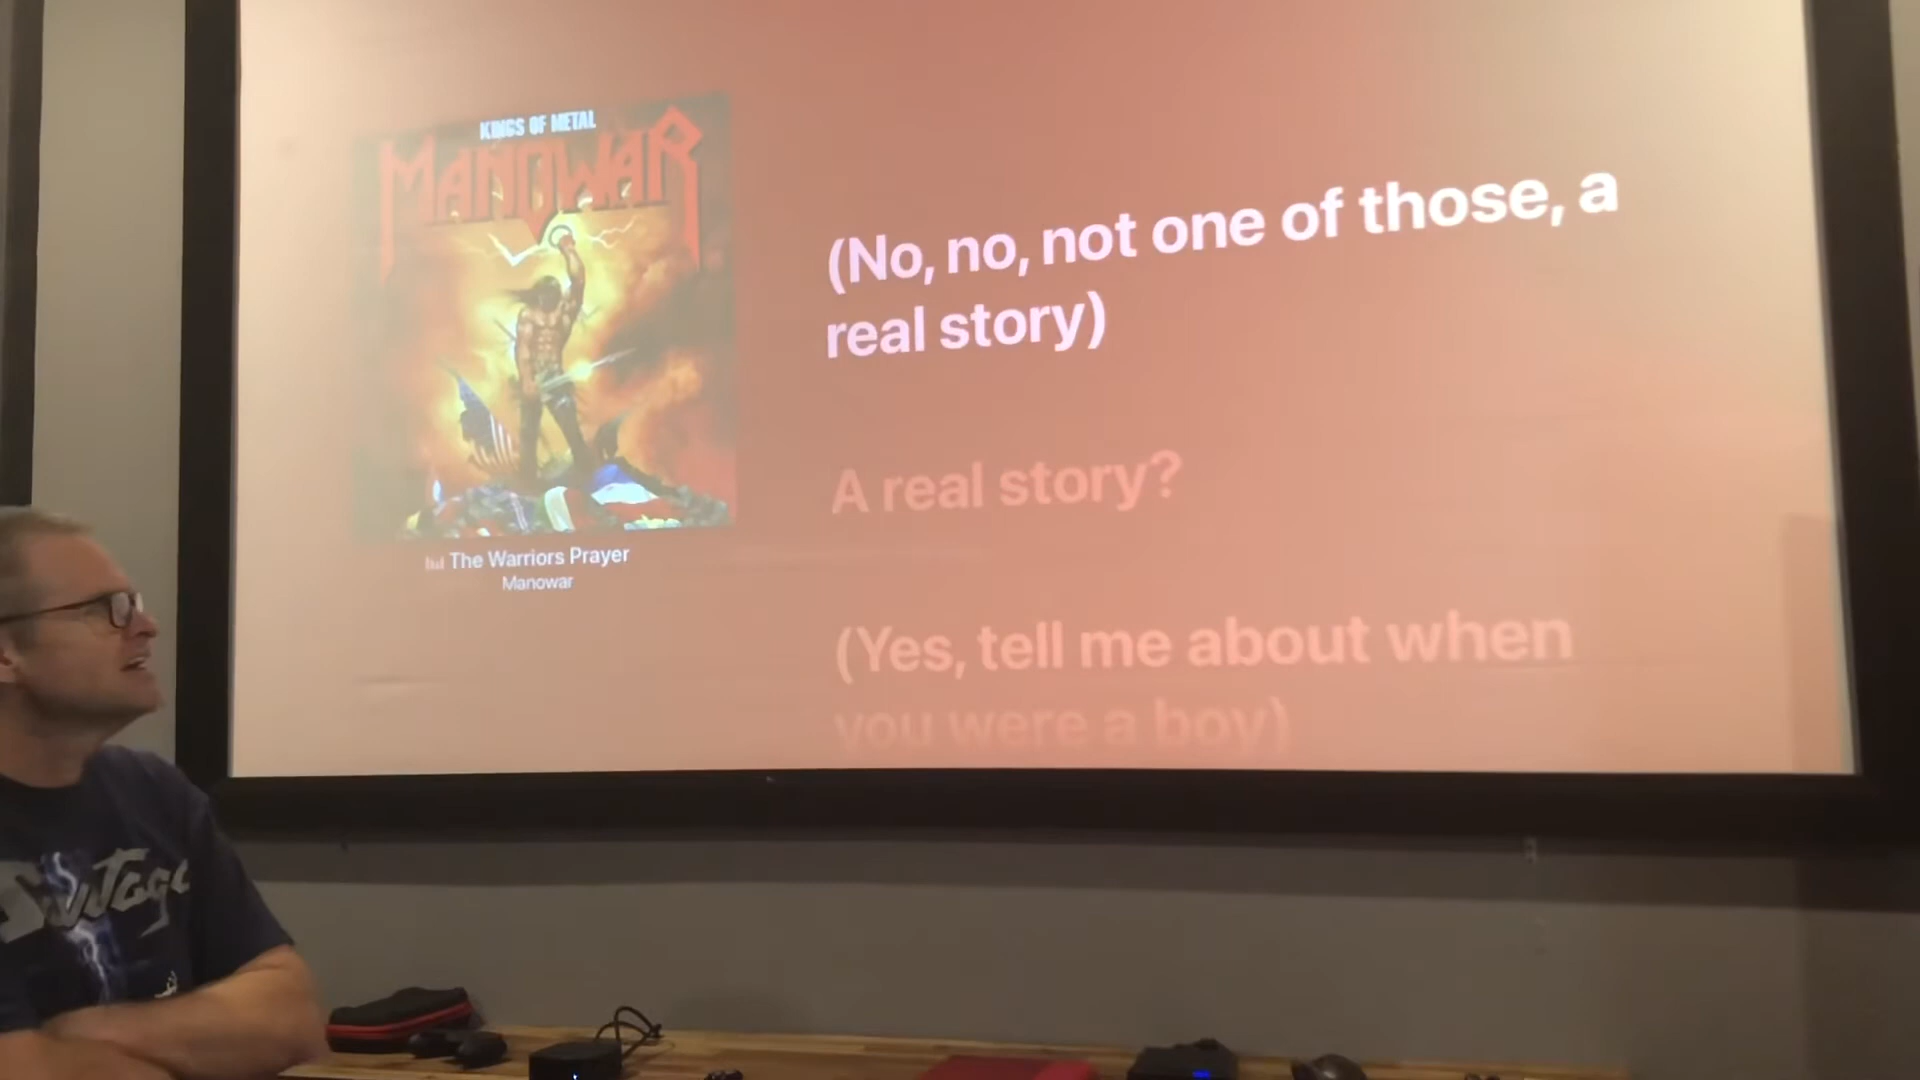 KINGS OF METAL
MANOWAR
The Warriors Prayer
Manowar
(No, no, not one of those, a
real story)
A real story?
(Yes, tell me about when
you were a boy)
Savatage